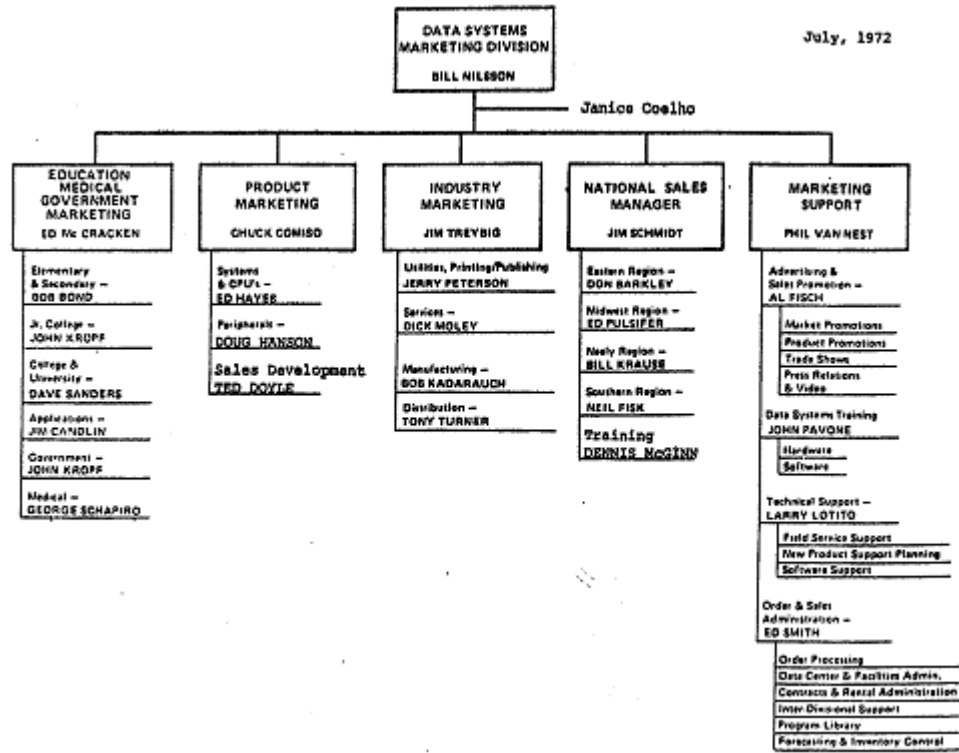 DATA SYSTEMS
MARKETING DIVISION
BILL NILSSON
July, 1972
Janice Coelho
EDUCATION
MEDICAL
GOVERNMENT
MARKETING
ED Mc CRACKEN
Elementary
& Secondary –
BOB BOND
Jr. College –
JOHN KROPF
College &
University –
DAVE SANDERS
Applications –
JIM CANDLIN
Government –
JOHN KROPF
Medical –
GEORGE SCHAPIRO
PRODUCT
MARKETING
CHUCK COMISO
Systems
& CPU's –
ED HAYES
Peripherals –
DOUG HANSON
Sales Development
TED DOYLE
INDUSTRY
MARKETING
JIM TREYBIG
Utilities, Printing/Publishing
JERRY PETERSON
Services –
DICK MOLEY
Manufacturing –
BOB KADARAUCH
Distribution –
TONY TURNER
NATIONAL SALES
MANAGER
JIM SCHMIDT
Eastern Region –
DON BARKLEY
Midwest Region –
ED PULSIFER
Neely Region –
BILL KRAUSE
Southern Region –
NEIL FISK
Training
DENNIS McGINN
MARKETING
SUPPORT
PHIL VAN NEST
Advertising &
Sales Promotion –
AL FISCH
Market Promotions
Product Promotions
Trade Shows
Press Relations
& Video
Data Systems Training
JOHN PAVONE
Hardware
Software
Technical Support –
LARRY LOTITO
Field Service Support
New Product Support Planning
Software Support
Order & Sales
Administration –
ED SMITH
Order Processing
Data Center & Facilities Admin.
Contracts & Rental Administration
Inter Divisional Support
Program Library
Forecasting & Inventory Control